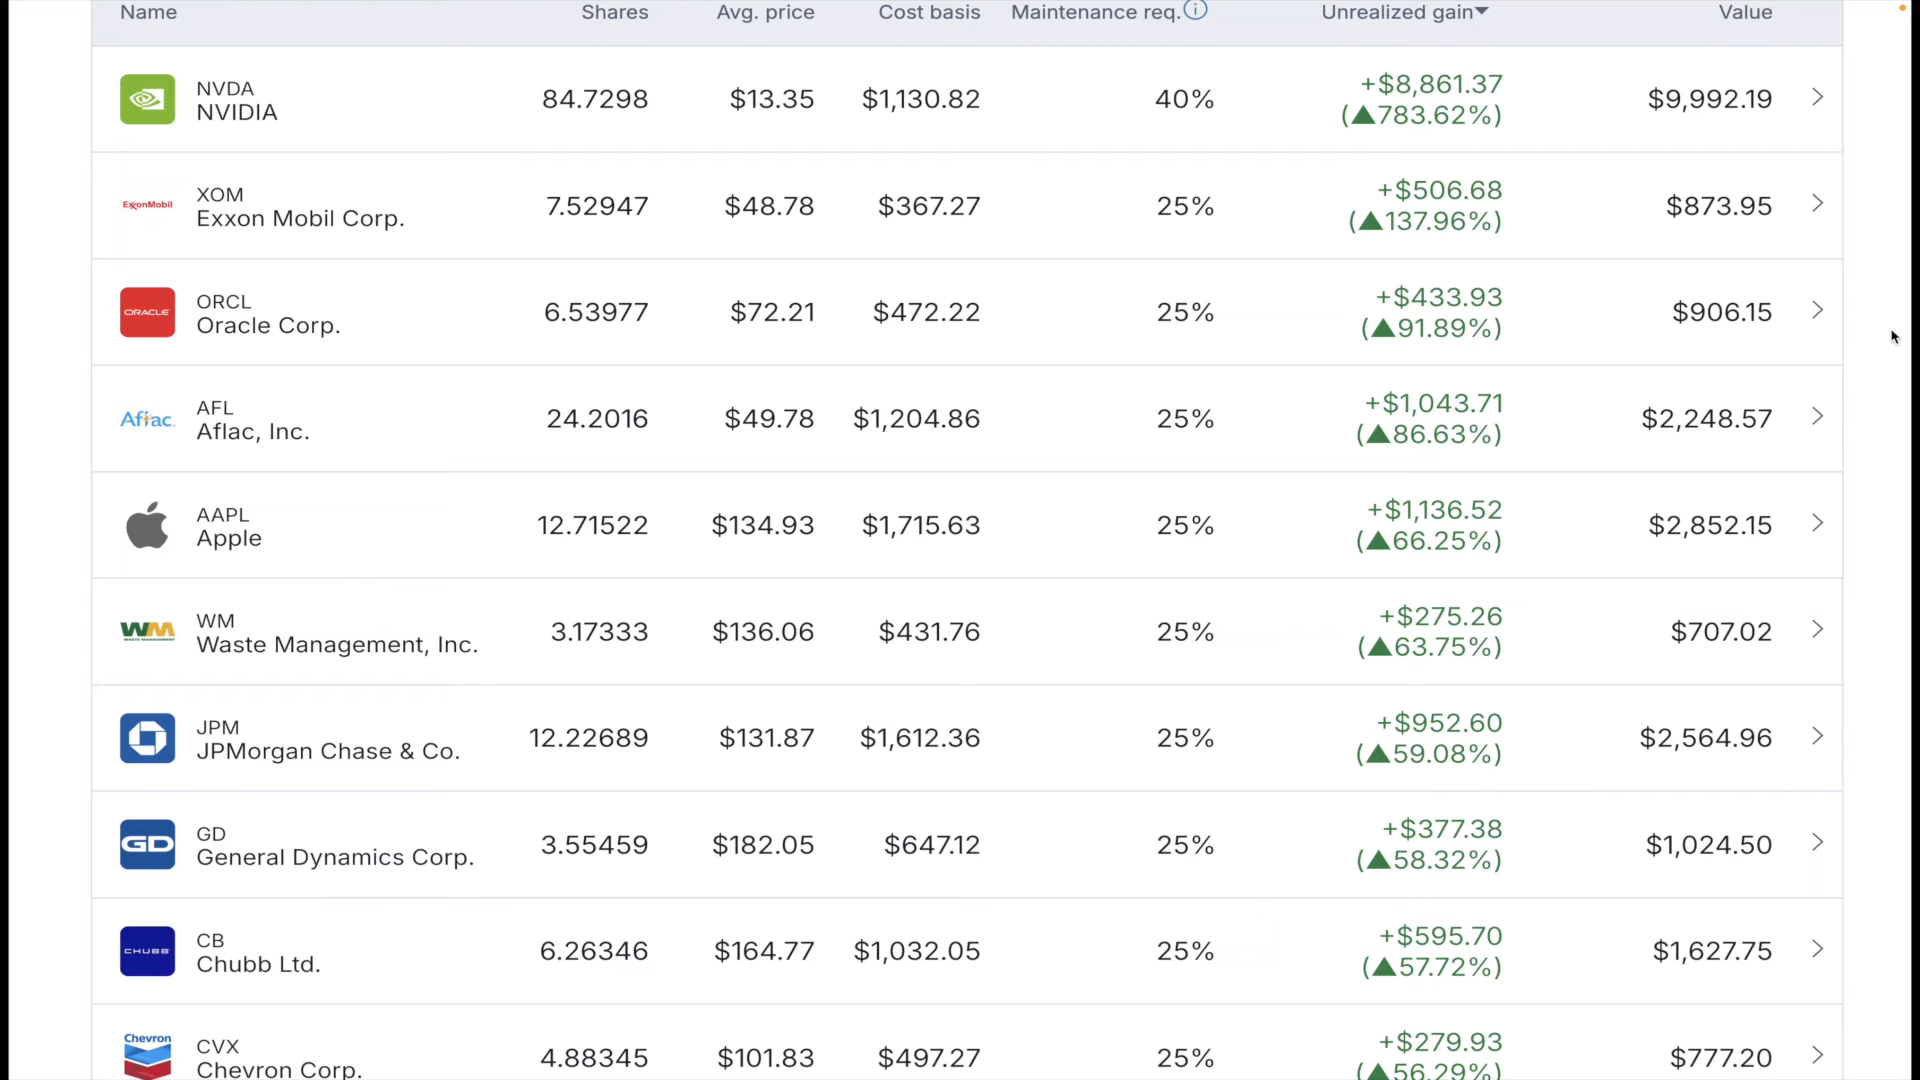 Name Shares Avg. price Cost basis Maintenance req. Unrealized gain Value
NVDA
NVIDIA
84.7298 $13.35 $1,130.82 40% +$8,861.37 (▲783.62%) $9,992.19
ExxonMobil
XOM
Exxon Mobil Corp.
7.52947 $48.78 $367.27 25% +$506.68 (▲137.96%) $873.95
ORACLE
ORCL
Oracle Corp.
6.53977 $72.21 $472.22 25% +$433.93 (▲91.89%) $906.15
Aflac.
AFL
Aflac, Inc.
24.2016 $49.78 $1,204.86 25% +$1,043.71 (▲86.63%) $2,248.57
AAPL
Apple
12.71522 $134.93 $1,715.63 25% +$1,136.52 (▲66.25%) $2,852.15
WM
WASTE MANAGEMENT
WM
Waste Management, Inc.
3.17333 $136.06 $431.76 25% +$275.26 (▲63.75%) $707.02
JPM
JPMorgan Chase & Co.
12.22689 $131.87 $1,612.36 25% +$952.60 (▲59.08%) $2,564.96
GD
GD
General Dynamics Corp.
3.55459 $182.05 $647.12 25% +$377.38 (▲58.32%) $1,024.50
CHUBB
CB
Chubb Ltd.
6.26346 $164.77 $1,032.05 25% +$595.70 (▲57.72%) $1,627.75
Chevron
CVX
Chevron Corp.
4.88345 $101.83 $497.27 25% +$279.93 (▲56.29%) $777.20